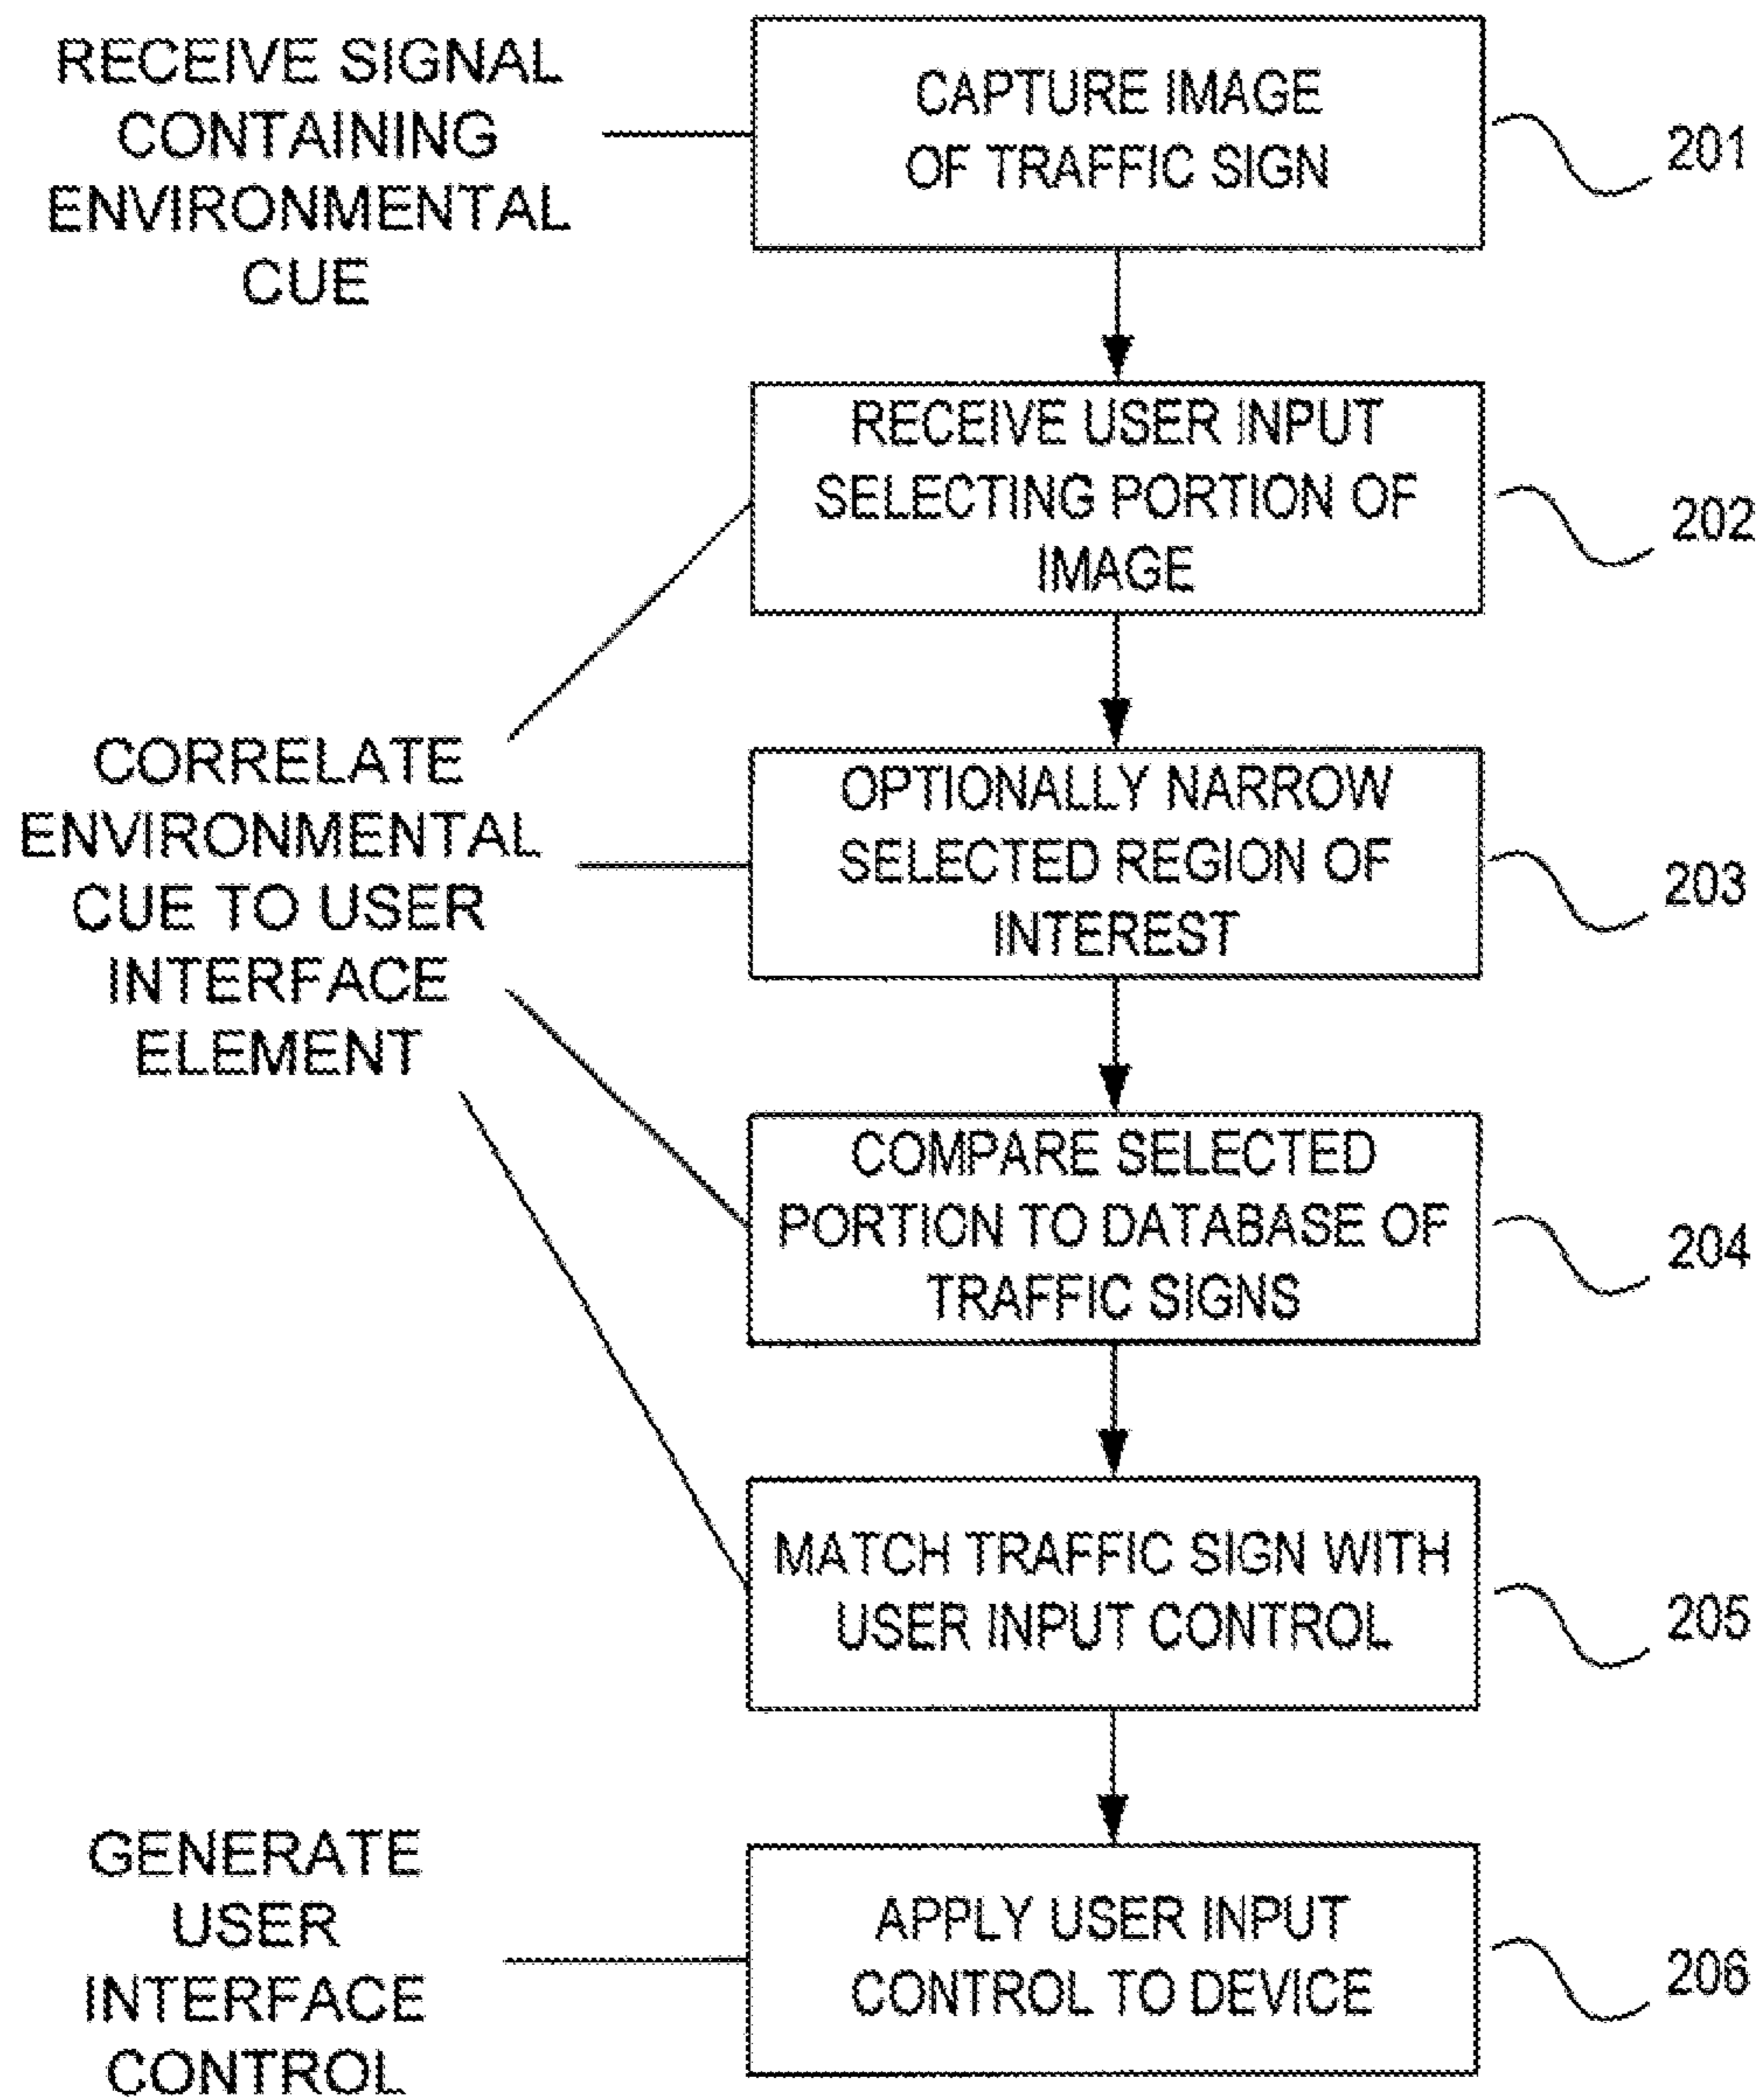 RECEIVE SIGNAL
CONTAINING
ENVIRONMENTAL
CUE
CAPTURE IMAGE
OF TRAFFIC SIGN
201
RECEIVE USER INPUT
SELECTING PORTION OF
IMAGE
202
CORRELATE
ENVIRONMENTAL
CUE TO USER
INTERFACE
ELEMENT
OPTIONALLY NARROW
SELECTED REGION OF
INTEREST
203
COMPARE SELECTED
PORTION TO DATABASE OF
TRAFFIC SIGNS
204
MATCH TRAFFIC SIGN WITH
USER INPUT CONTROL
205
GENERATE
USER
INTERFACE
CONTROL
APPLY USER INPUT
CONTROL TO DEVICE
206